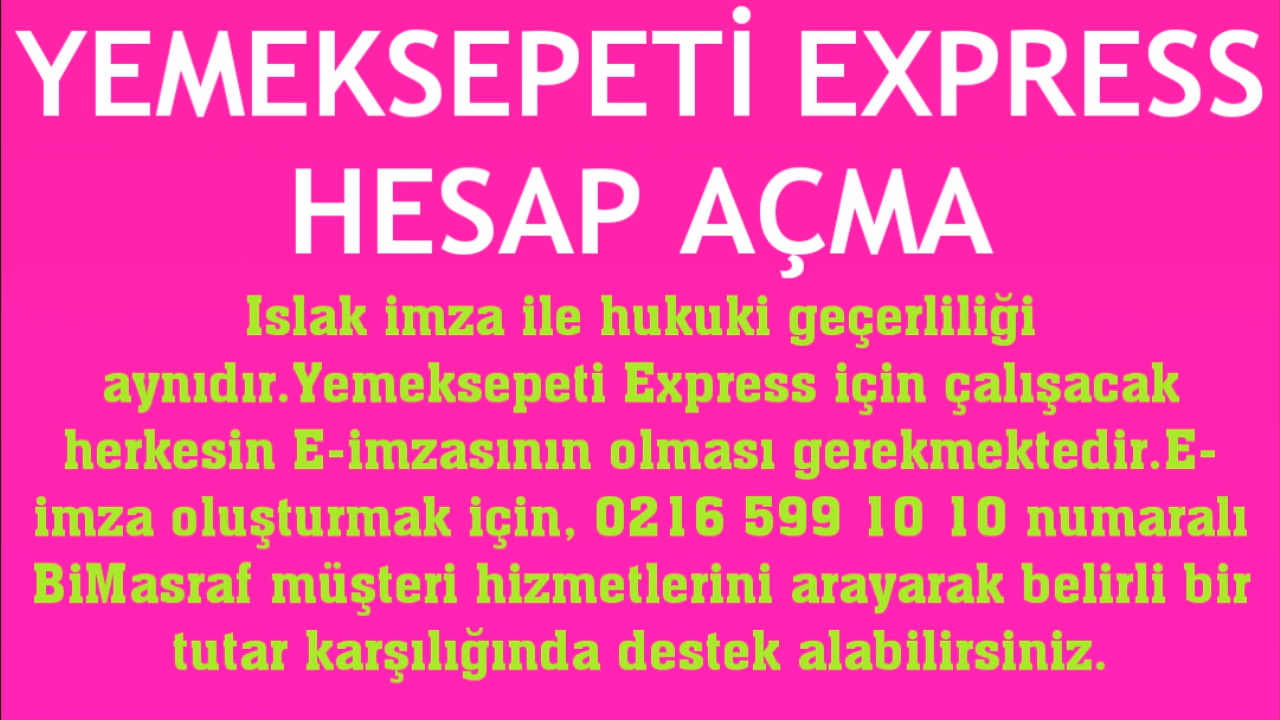 YEMEKSEPETİ EXPRESS
HESAP AÇMA
Islak imza ile hukuki geçerliliği
aynıdır.Yemeksepeti Express için çalışacak
herkesin E-imzasının olması gerekmektedir.E-
imza oluşturmak için, 0216 599 10 10 numaralı
BiMasraf müşteri hizmetlerini arayarak belirli bir
tutar karşılığında destek alabilirsiniz.